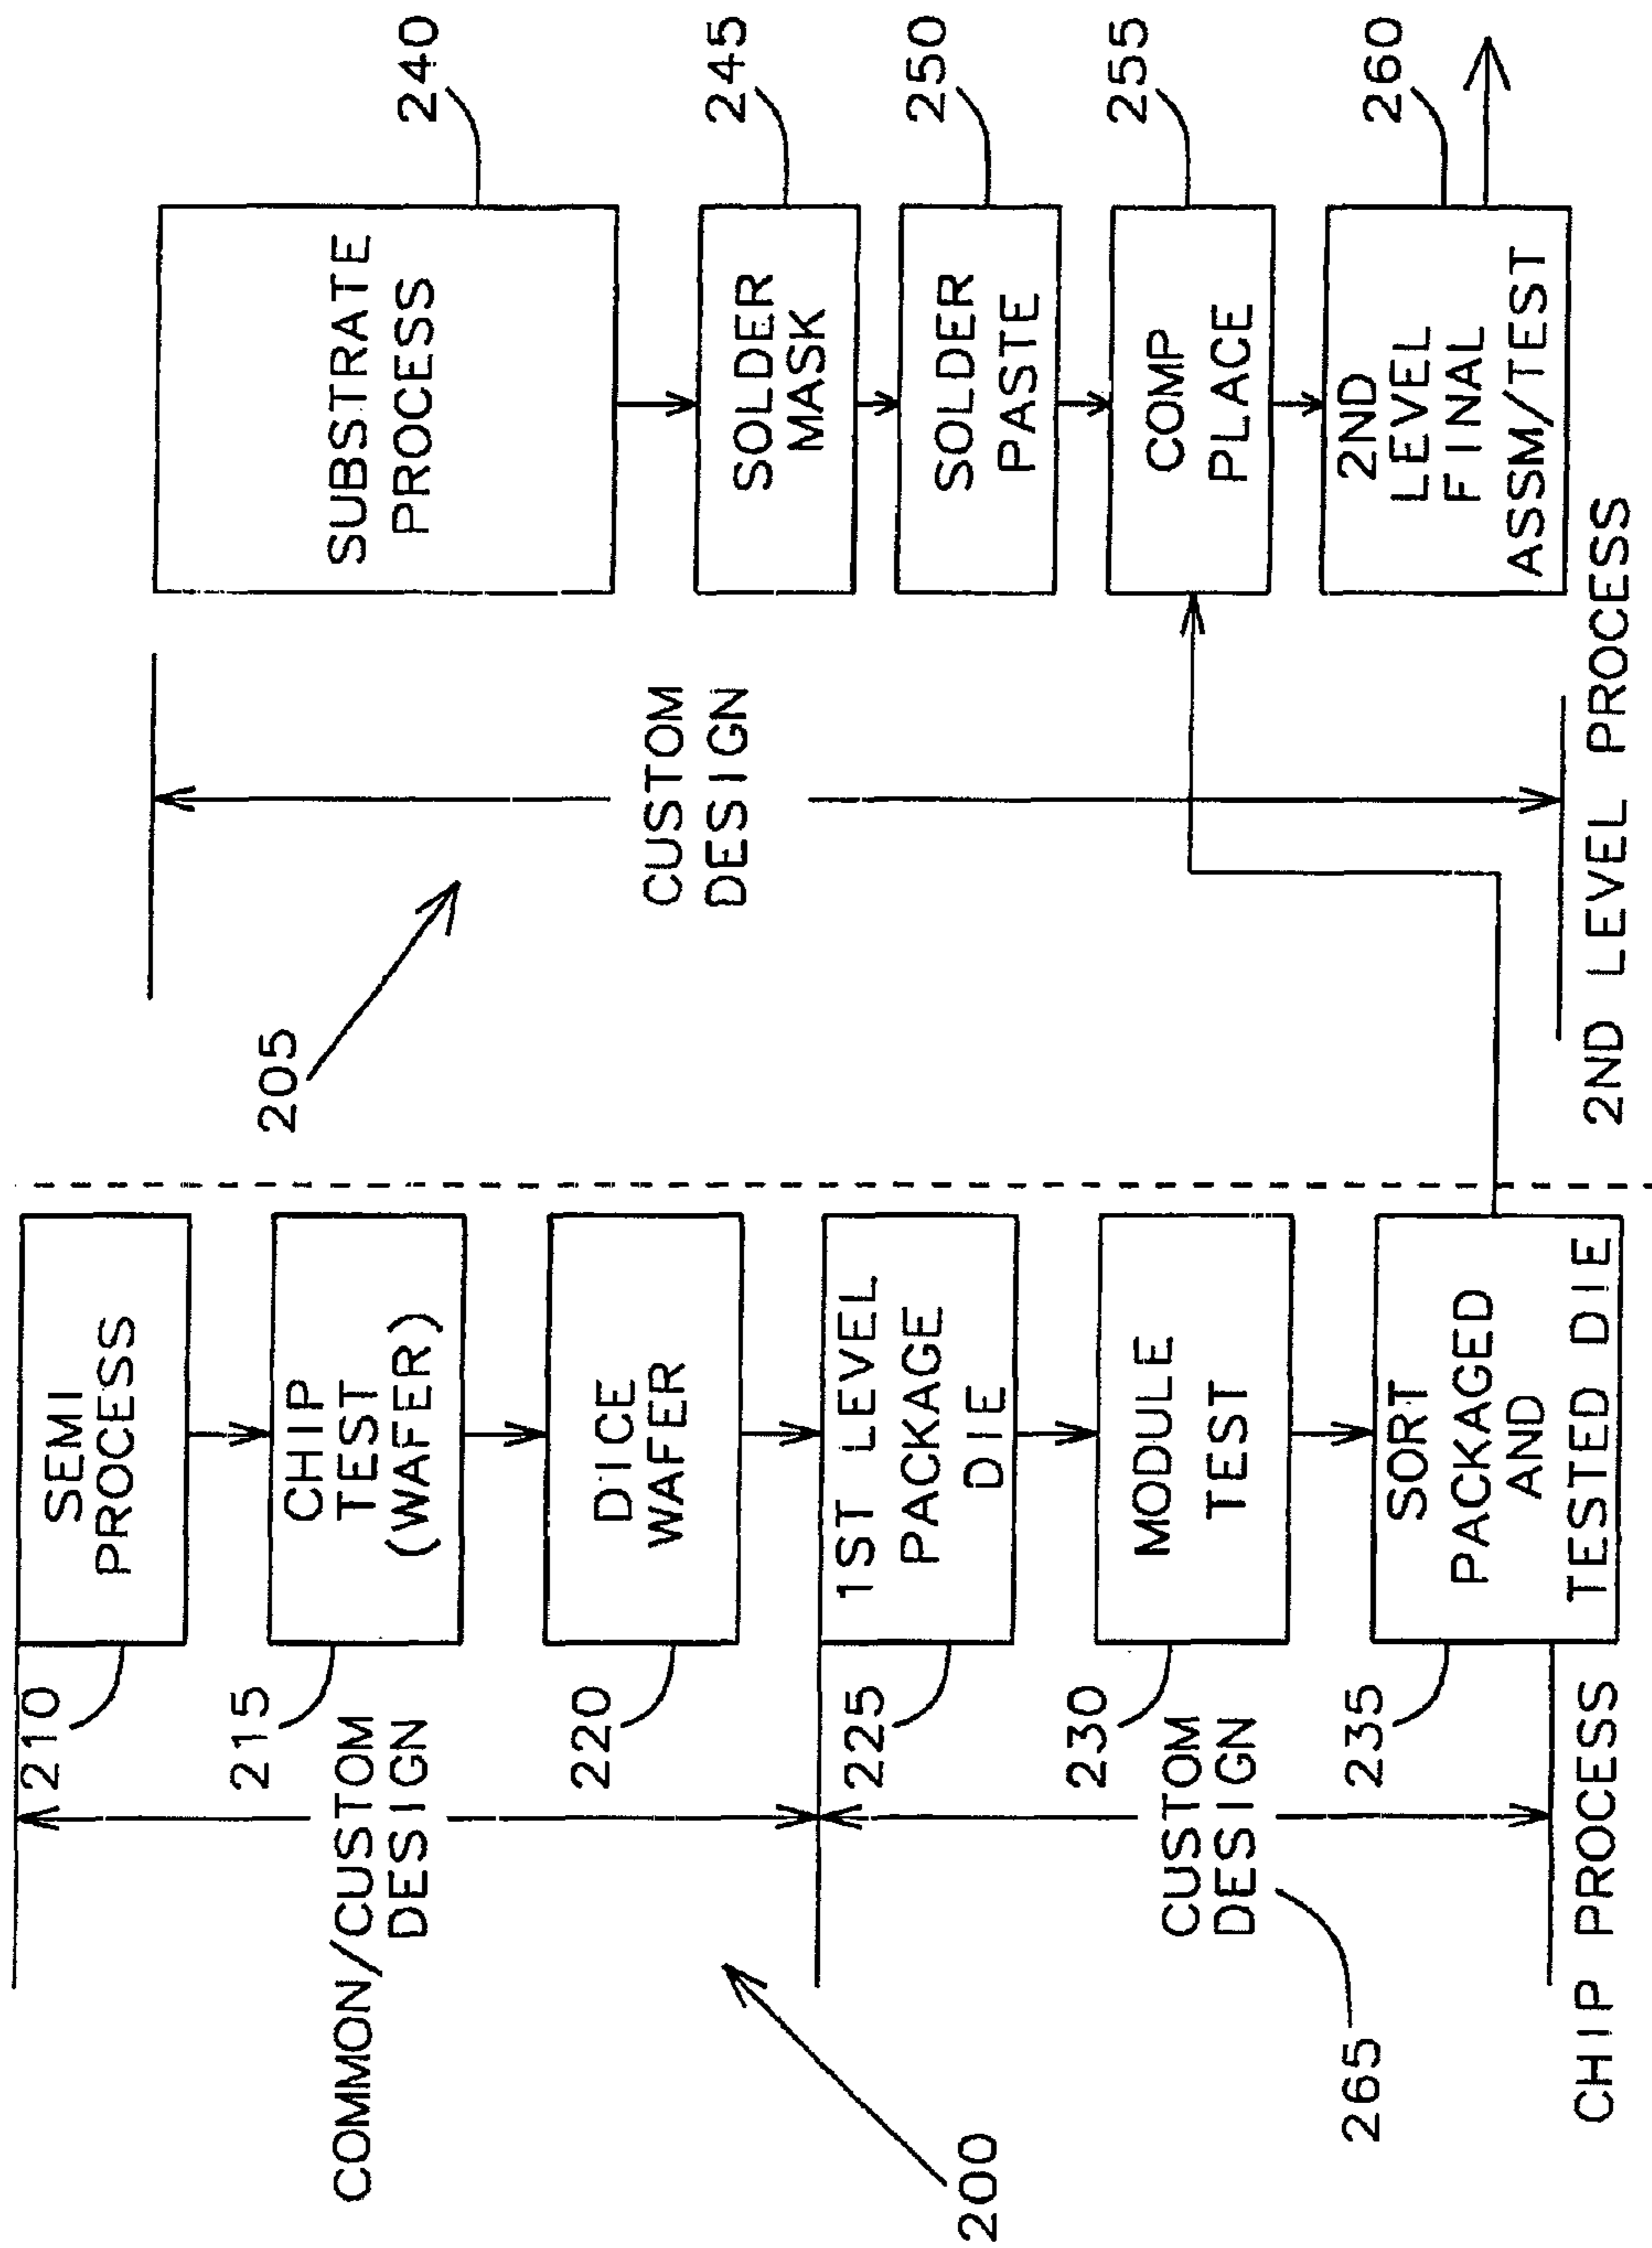 COMMON/CUSTOM
DESIGN
200
CUSTOM
DESIGN
265
CHIP PROCESS
210
SEMI
PROCESS
215
CHIP
TEST
(WAFER)
220
DICE
WAFER
225
1ST LEVEL
PACKAGE
DIE
230
MODULE
TEST
235
SORT
PACKAGED
AND
TESTED DIE
205
CUSTOM
DESIGN
2ND LEVEL PROCESS
SUBSTRATE
PROCESS
240
SOLDER
MASK
245
SOLDER
PASTE
250
COMP
PLACE
255
2ND
LEVEL
FINAL
ASSM/TEST
260